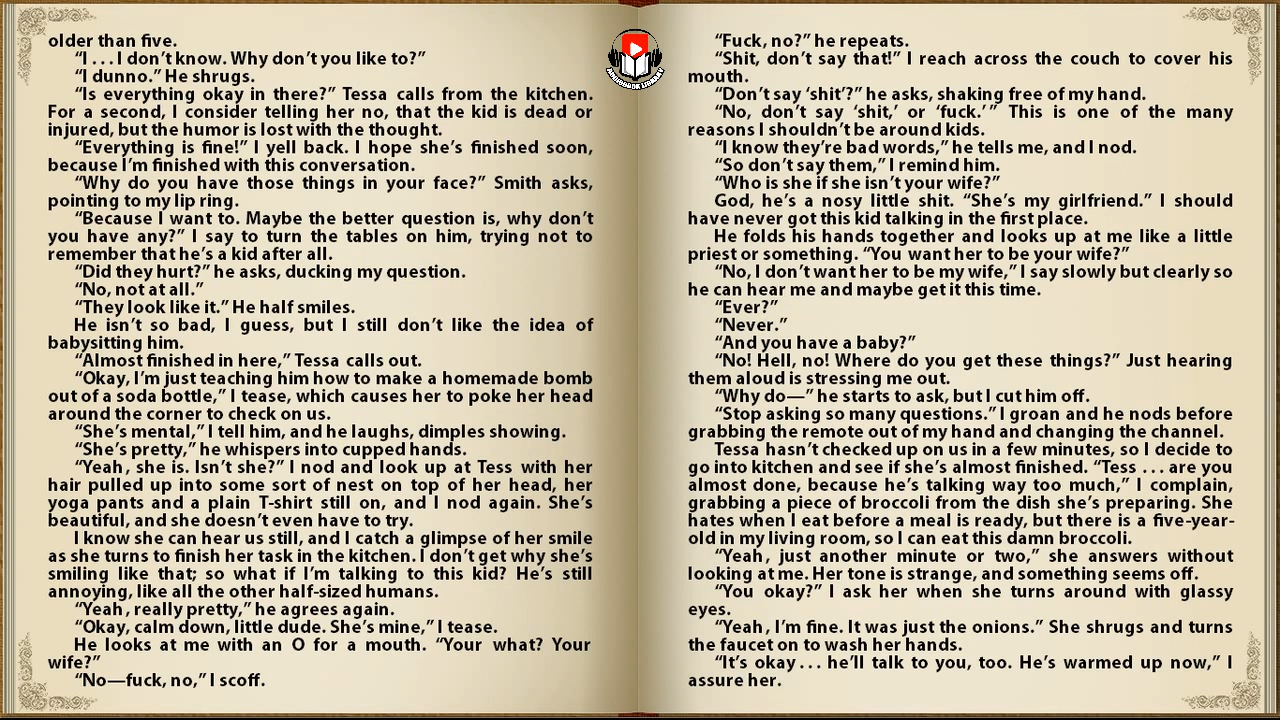 older than five.
“I . . . I don’t know. Why don’t you like to?”
“I dunno.” He shrugs.
“Is everything okay in there?” Tessa calls from the kitchen.
For a second, I consider telling her no, that the kid is dead or
injured, but the humor is lost with the thought.
“Everything is fine!” I yell back. I hope she’s finished soon,
because I’m finished with this conversation.
“Why do you have those things in your face?” Smith asks,
pointing to my lip ring.
“Because I want to. Maybe the better question is, why don’t
you have any?” I say to turn the tables on him, trying not to
remember that he’s a kid after all.
“Did they hurt?” he asks, ducking my question.
“No, not at all.”
“They look like it.” He half smiles.
He isn’t so bad, I guess, but I still don’t like the idea of
babysitting him.
“Almost finished in here,” Tessa calls out.
“Okay, I’m just teaching him how to make a homemade bomb
out of a soda bottle,” I tease, which causes her to poke her head
around the corner to check on us.
“She’s mental,” I tell him, and he laughs, dimples showing.
“She’s pretty,” he whispers into cupped hands.
“Yeah, she is. Isn’t she?” I nod and look up at Tess with her
hair pulled up into some sort of nest on top of her head, her
yoga pants and a plain T-shirt still on, and I nod again. She’s
beautiful, and she doesn’t even have to try.
I know she can hear us still, and I catch a glimpse of her smile
as she turns to finish her task in the kitchen. I don’t get why she’s
smiling like that; so what if I’m talking to this kid? He’s still
annoying, like all the other half-sized humans.
“Yeah, really pretty,” he agrees again.
“Okay, calm down, little dude. She’s mine,” I tease.
He looks at me with an O for a mouth. “Your what? Your
wife?”
“No—fuck, no,” I scoff.
“Fuck, no?” he repeats.
“Shit, don’t say that!” I reach across the couch to cover his
mouth.
“Don’t say ‘shit’?” he asks, shaking free of my hand.
“No, don’t say ‘shit,’ or ‘fuck.’ ” This is one of the many
reasons I shouldn’t be around kids.
“I know they’re bad words,” he tells me, and I nod.
“So don’t say them,” I remind him.
“Who is she if she isn’t your wife?”
God, he’s a nosy little shit. “She’s my girlfriend.” I should
have never got this kid talking in the first place.
He folds his hands together and looks up at me like a little
priest or something. “You want her to be your wife?”
“No, I don’t want her to be my wife,” I say slowly but clearly so
he can hear me and maybe get it this time.
“Ever?”
“Never.”
“And you have a baby?”
“No! Hell, no! Where do you get these things?” Just hearing
them aloud is stressing me out.
“Why do—” he starts to ask, but I cut him off.
“Stop asking so many questions.” I groan and he nods before
grabbing the remote out of my hand and changing the channel.
Tessa hasn’t checked up on us in a few minutes, so I decide to
go into kitchen and see if she’s almost finished. “Tess . . . are you
almost done, because he’s talking way too much,” I complain,
grabbing a piece of broccoli from the dish she’s preparing. She
hates when I eat before a meal is ready, but there is a five-year-
old in my living room, so I can eat this damn broccoli.
“Yeah, just another minute or two,” she answers without
looking at me. Her tone is strange, and something seems off.
“You okay?” I ask her when she turns around with glassy
eyes.
“Yeah, I’m fine. It was just the onions.” She shrugs and turns
the faucet on to wash her hands.
“It’s okay . . . he’ll talk to you, too. He’s warmed up now,” I
assure her.